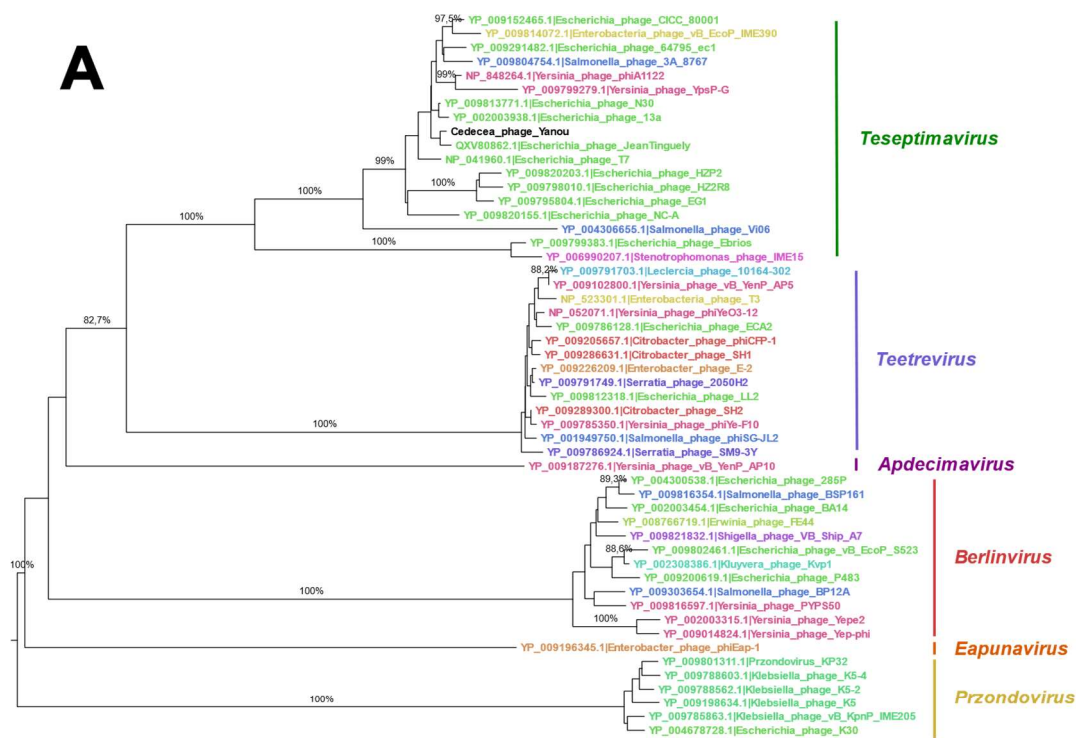 A
97,5%
YP_009152465.1|Escherichia_phage_CICC_80001
YP_009814072.1|Enterobacteria_phage_vB_EcoP_IME390
YP_009291482.1|Escherichia_phage_64795_ec1
YP_009804754.1|Salmonella_phage_3A_8767
99%
NP_848264.1|Yersinia_phage_phiA1122
YP_009799279.1|Yersinia_phage_YpsP-G
YP_009813771.1|Escherichia_phage_N30
YP_002003938.1|Escherichia_phage_13a
Cedecea_phage_Yanou
Teseptimavirus
QXV80862.1|Escherichia_phage_JeanTinguely
NP_041960.1|Escherichia_phage_T7
99%
YP_009820203.1|Escherichia_phage_HZP2
100%
YP_009798010.1|Escherichia_phage_HZ2R8
100%
YP_009795804.1|Escherichia_phage_EG1
YP_009820155.1|Escherichia_phage_NC-A
100%
YP_004306655.1|Salmonella_phage_Vi06
100%
YP_009799383.1|Escherichia_phage_Ebrios
YP_006990207.1|Stenotrophomonas_phage_IME15
88,2%
YP_009791703.1|Leclercia_phage_10164-302
YP_009102800.1|Yersinia_phage_vB_YenP_AP5
NP_523301.1|Enterobacteria_phage_T3
NP_052071.1|Yersinia_phage_phiYeO3-12
82,7%
YP_009786128.1|Escherichia_phage_ECA2
YP_009205657.1|Citrobacter_phage_phiCFP-1
YP_009286631.1|Citrobacter_phage_SH1
Teetrevirus
YP_009226209.1|Enterobacter_phage_E-2
YP_009791749.1|Serratia_phage_2050H2
YP_009812318.1|Escherichia_phage_LL2
YP_009289300.1|Citrobacter_phage_SH2
YP_009785350.1|Yersinia_phage_phiYe-F10
100%
YP_001949750.1|Salmonella_phage_phiSG-JL2
YP_009786924.1|Serratia_phage_SM9-3Y
YP_009187276.1|Yersinia_phage_vB_YenP_AP10
Apdecimavirus
89,3%
YP_004300538.1|Escherichia_phage_285P
YP_009816354.1|Salmonella_phage_BSP161
YP_002003454.1|Escherichia_phage_BA14
YP_008766719.1|Erwinia_phage_FE44
YP_009821832.1|Shigella_phage_VB_Ship_A7
88,6%
YP_009802461.1|Escherichia_phage_vB_EcoP_S523
Berlinvirus
100%
YP_002308386.1|Kluyvera_phage_Kvp1
YP_009200619.1|Escherichia_phage_P483
100%
YP_009303654.1|Salmonella_phage_BP12A
YP_009816597.1|Yersinia_phage_PYPS50
100%
YP_002003315.1|Yersinia_phage_Yepe2
YP_009014824.1|Yersinia_phage_Yep-phi
YP_009196345.1|Enterobacter_phage_phiEap-1
Eapunavirus
YP_009801311.1|Przondovirus_KP32
YP_009788603.1|Klebsiella_phage_K5-4
YP_009788562.1|Klebsiella_phage_K5-2
Przondovirus
100%
YP_009198634.1|Klebsiella_phage_K5
YP_009785863.1|Klebsiella_phage_vB_KpnP_IME205
YP_004678728.1|Escherichia_phage_K30